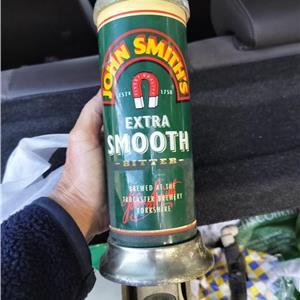 JOHN SMITH'S
ESTD 1758
EXTRA
SMOOTH
BITTER
BREWED AT THE
TADCASTER BREWERY
YORKSHIRE